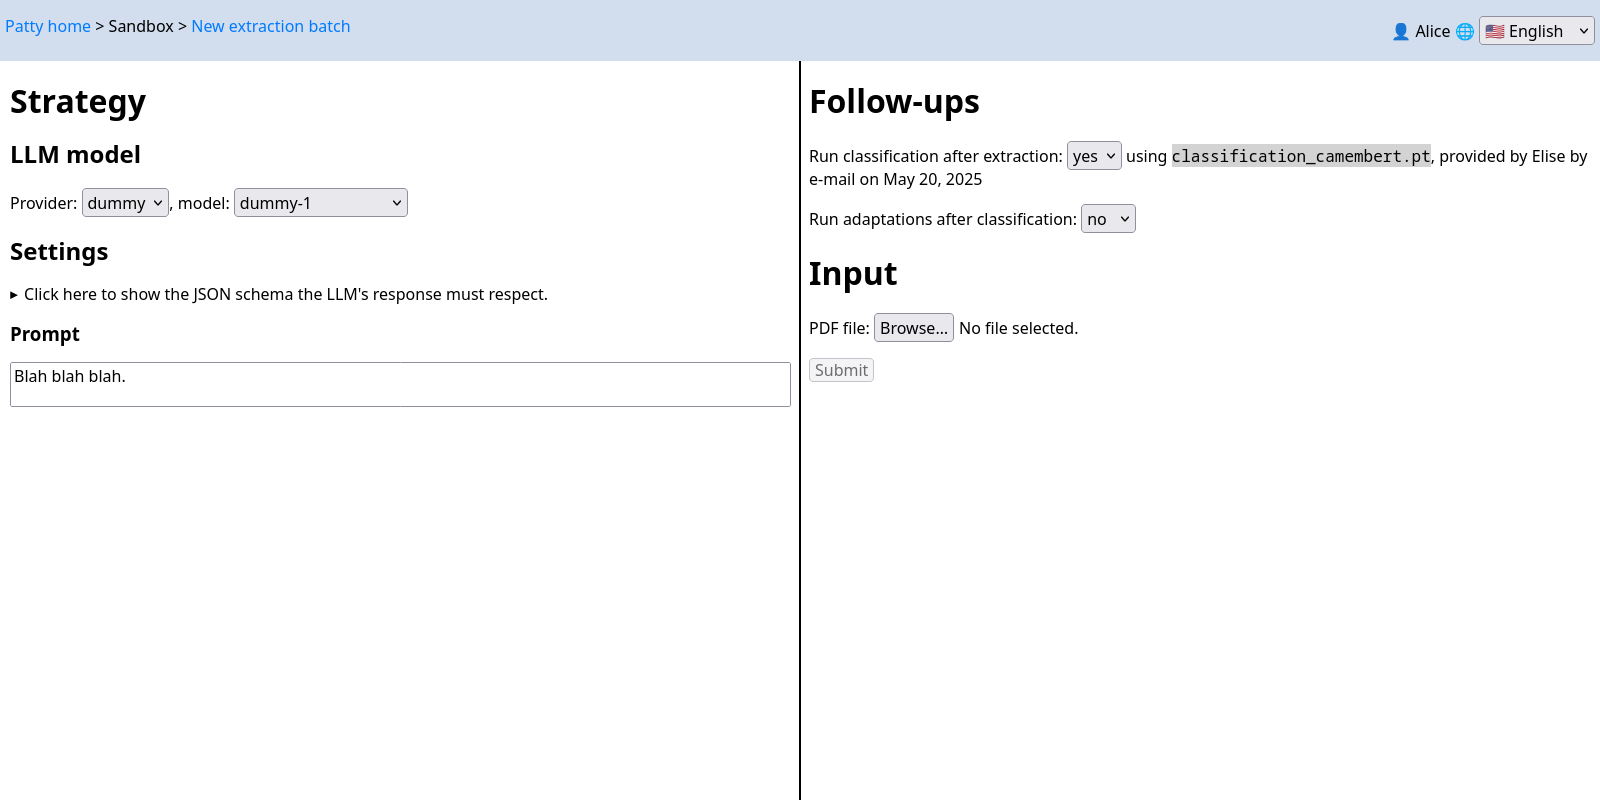 Patty home > Sandbox > New extraction batch
👤 Alice 🌐 🇺🇸 English
Strategy
LLM model
Provider: dummy, model: dummy-1
Settings
▸ Click here to show the JSON schema the LLM's response must respect.
Prompt
Blah blah blah.
Follow-ups
Run classification after extraction: yes using classification_camembert.pt, provided by Elise by
e-mail on May 20, 2025
Run adaptations after classification: no
Input
PDF file: Browse... No file selected.
Submit